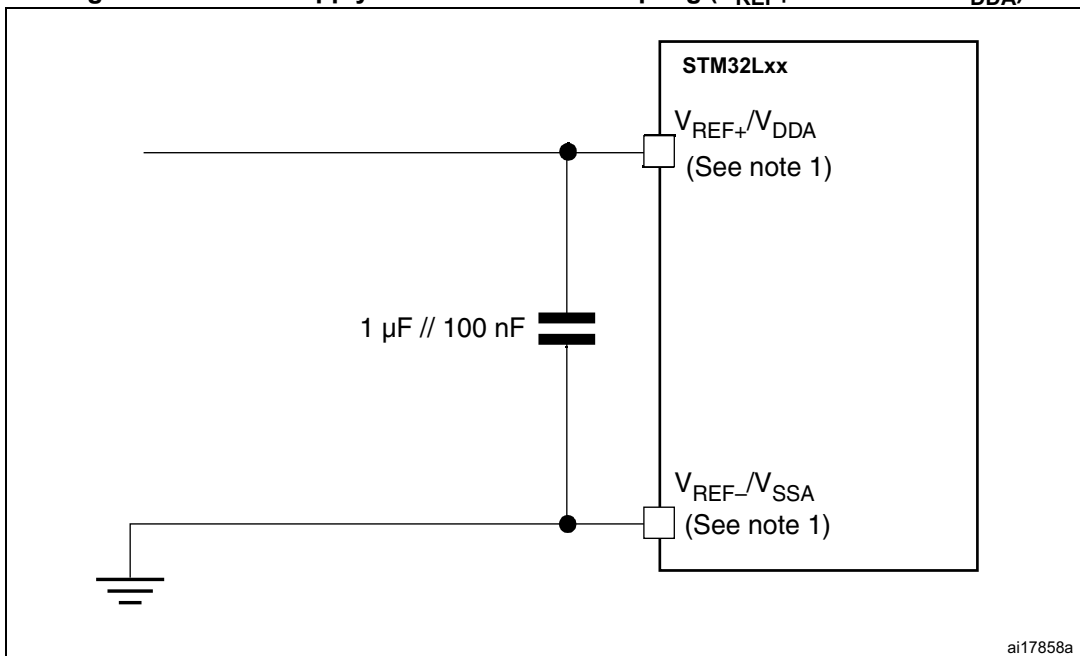 STM32Lxx
VREF+/VDDA
(See note 1)
1 µF // 100 nF
VREF–/VSSA
(See note 1)
ai17858a